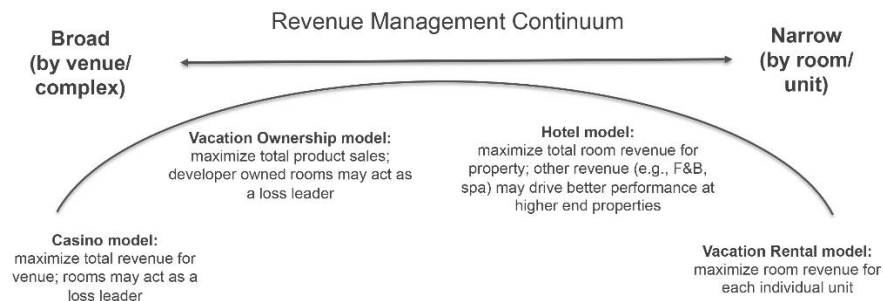 Revenue Management Continuum
Broad
(by venue/
complex)
Narrow
(by room/
unit)
Vacation Ownership model:
maximize total product sales;
developer owned rooms may act as
a loss leader
Hotel model:
maximize total room revenue for
property; other revenue (e.g., F&B,
spa) may drive better performance at
higher end properties
Casino model:
maximize total revenue for
venue; rooms may act as a
loss leader
Vacation Rental model:
maximize room revenue for
each individual unit